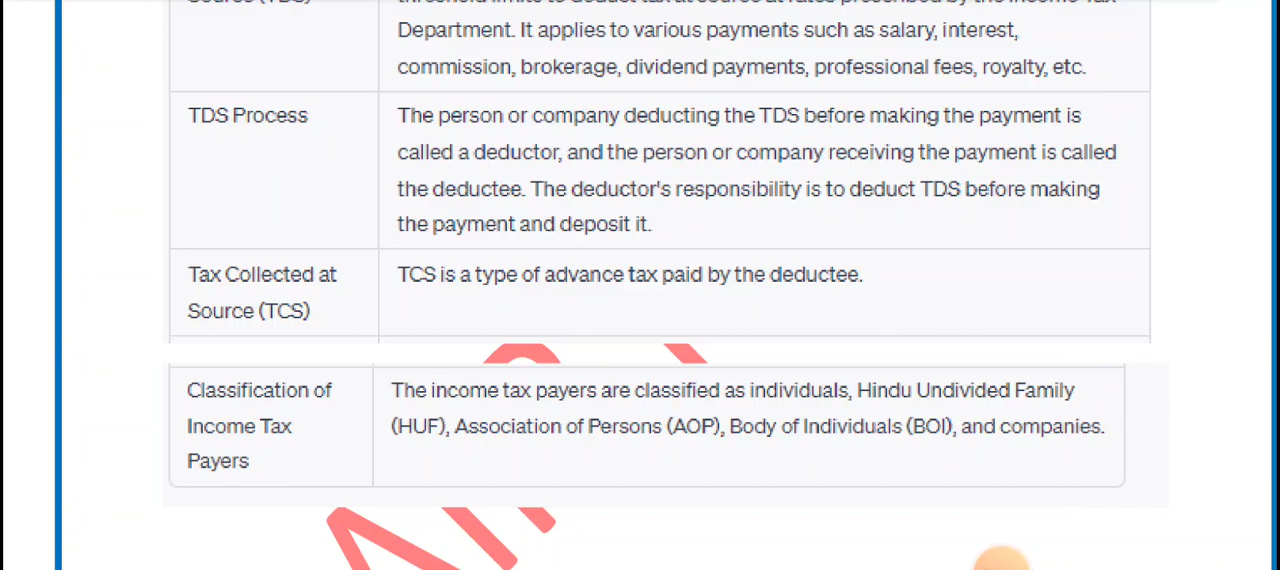 Department. It applies to various payments such as salary, interest,
commission, brokerage, dividend payments, professional fees, royalty, etc.
TDS Process
The person or company deducting the TDS before making the payment is
called a deductor, and the person or company receiving the payment is called
the deductee. The deductor's responsibility is to deduct TDS before making
the payment and deposit it.
Tax Collected at
Source (TCS)
TCS is a type of advance tax paid by the deductee.
Classification of
Income Tax
Payers
The income tax payers are classified as individuals, Hindu Undivided Family
(HUF), Association of Persons (AOP), Body of Individuals (BOI), and companies.